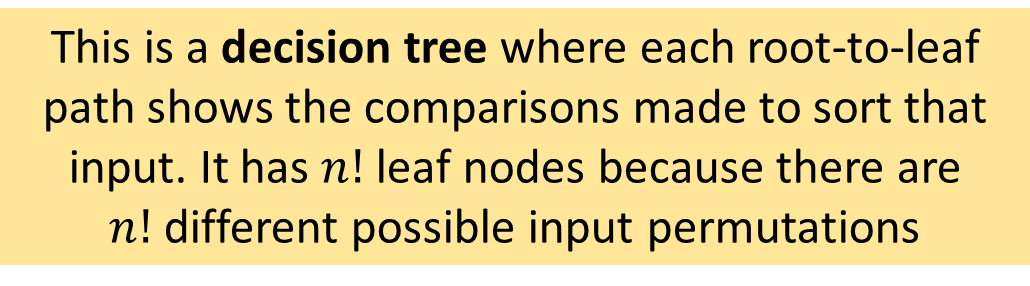 This is a decision tree where each root-to-leaf
path shows the comparisons made to sort that
input. It has n! leaf nodes because there are
n! different possible input permutations